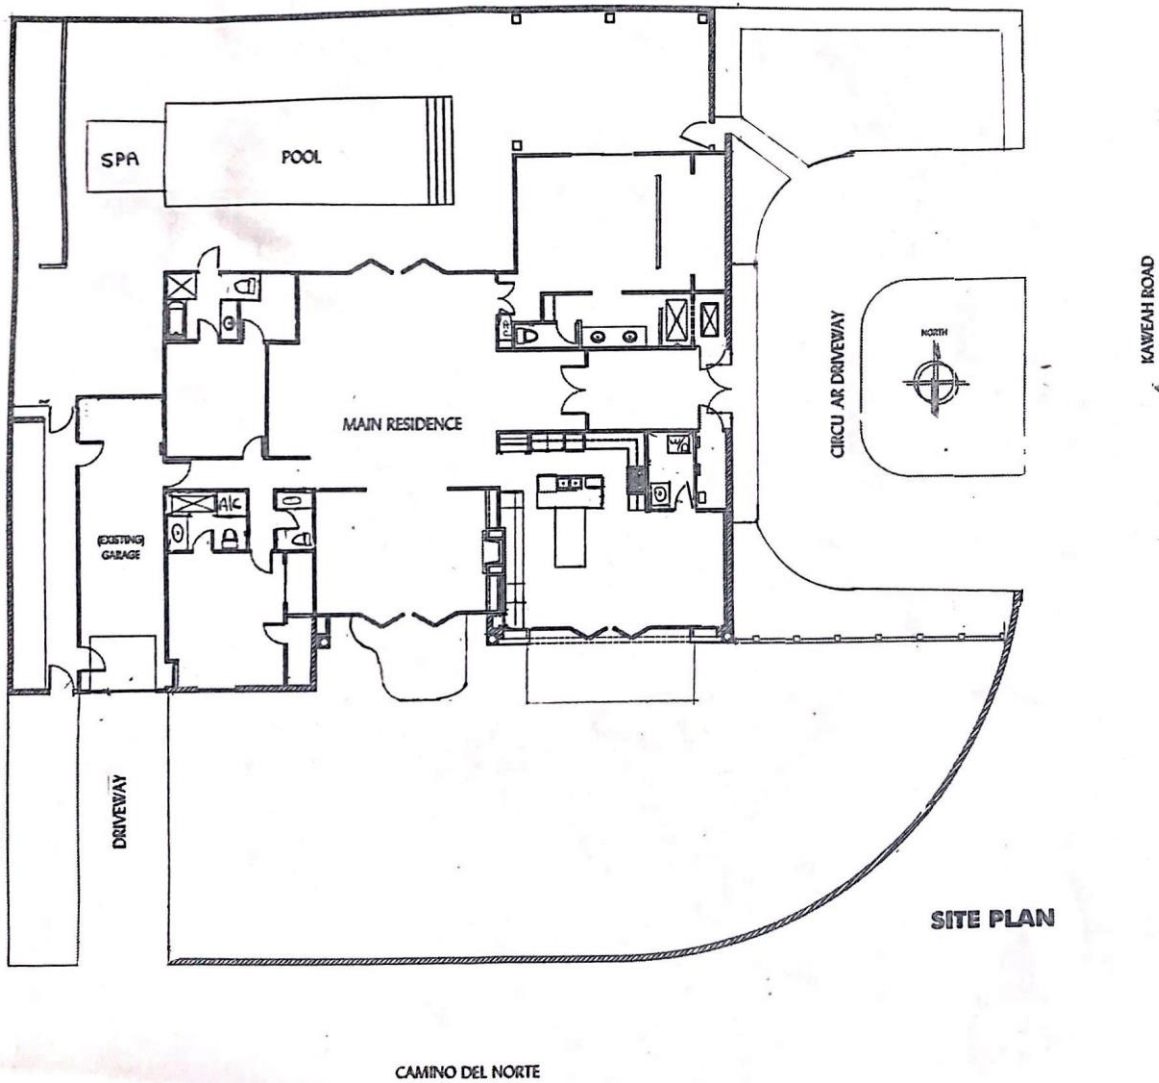 SPA
POOL
KAWEAH ROAD
NORTH
CIRCU AR DRIVEWAY
MAIN RESIDENCE
A/C
(EXISTING)
GARAGE
DRIVEWAY
SITE PLAN
CAMINO DEL NORTE